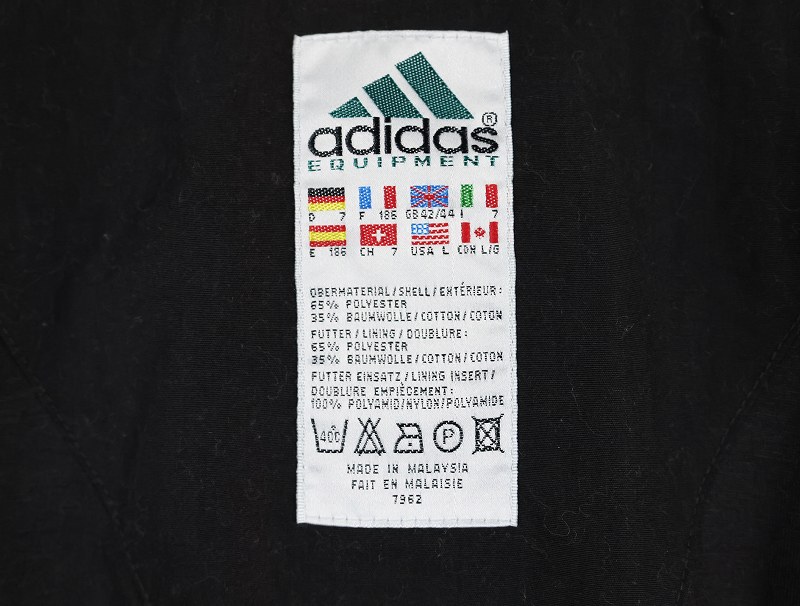 adidas®
EQUIPMENT
D 7 F 186 GB 42/44 I 7
E 186 CH 7 USA L CDN L/G
OBERMATERIAL/SHELL/EXTÉRIEUR:
65% POLYESTER
35% BAUMWOLLE/COTTON/COTON
FUTTER/LINING/DOUBLURE:
65% POLYESTER
35% BAUMWOLLE/COTTON/COTON
FUTTER EINSATZ/LINING INSERT/
DOUBLURE EMPIÈCEMENT:
100% POLYAMID/NYLON/POLYAMIDE
40°C P
MADE IN MALAYSIA
FAIT EN MALAISIE
7962